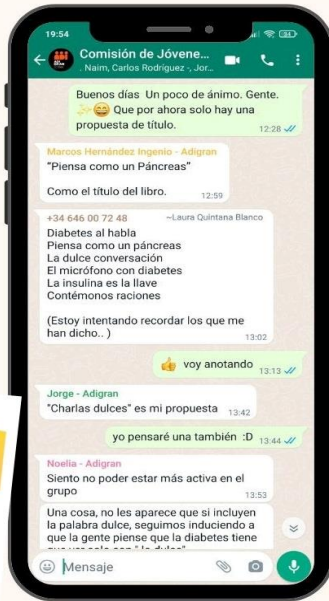 19:54
Comisión de Jóvene...
. Naim, Carlos Rodríguez -, Jor...
Buenos días Un poco de ánimo. Gente.
Que por ahora solo hay una
propuesta de título.
12:28
Marcos Hernández Ingenio - Adigran
"Piensa como un Páncreas"
Como el título del libro.
12:59
+34 646 00 72 48 ~Laura Quintana Blanco
Diabetes al habla
Piensa como un páncreas
La dulce conversación
El micrófono con diabetes
La insulina es la llave
Contémonos raciones
(Estoy intentando recordar los que me
han dicho.. )
13:02
voy anotando 13:13
Jorge - Adigran
"Charlas dulces" es mi propuesta 13:42
yo pensaré una también :D 13:44
Noelia - Adigran
Siento no poder estar más activa en el
grupo
13:53
Una cosa, no les aparece que si incluyen
la palabra dulce, seguimos induciendo a
que la gente piense que la diabetes tiene
Mensaje